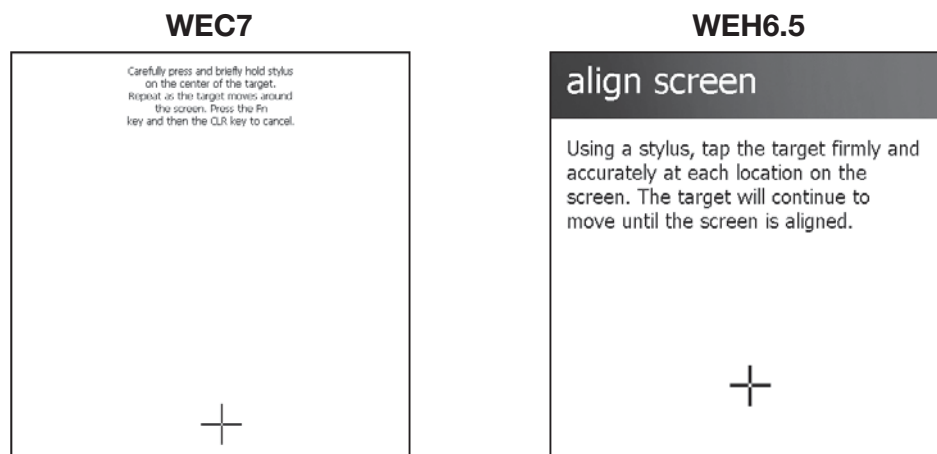 WEC7
Carefully press and briefly hold stylus
on the center of the target.
Repeat as the target moves around
the screen. Press the Fn
key and then the CLR key to cancel.
WEH6.5
align screen
Using a stylus, tap the target firmly and
accurately at each location on the
screen. The target will continue to
move until the screen is aligned.